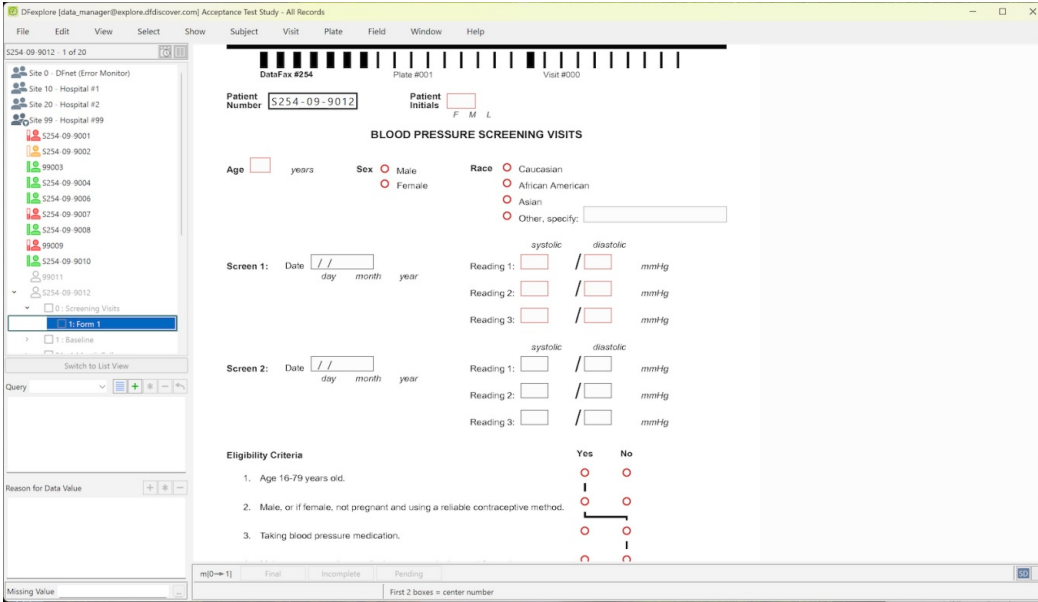 DFexplore [data_manager@explore.dfdiscover.com] Acceptance Test Study - All Records
File Edit View Select Show Subject Visit Plate Field Window Help
S254-09-9012 - 1 of 20
Site 0 - DFnet (Error Monitor)
Site 10 - Hospital #1
Site 20 - Hospital #2
Site 99 - Hospital #99
S254-09-9001
S254-09-9002
99003
S254-09-9004
S254-09-9006
S254-09-9007
S254-09-9008
99009
S254-09-9010
99011
S254-09-9012
0 : Screening Visits
1: Form 1
1 : Baseline
Switch to List View
Query
Reason for Data Value
Missing Value
DataFax #254 Plate #001 Visit #000
Patient Number S254-09-9012 Patient Initials
F M L
BLOOD PRESSURE SCREENING VISITS
Age years Sex Male Race Caucasian
Female African American
Asian
Other, specify:
systolic diastolic
Screen 1: Date / / Reading 1: / mmHg
day month year
Reading 2: / mmHg
Reading 3: / mmHg
systolic diastolic
Screen 2: Date / / Reading 1: / mmHg
day month year
Reading 2: / mmHg
Reading 3: / mmHg
Eligibility Criteria Yes No
1. Age 16-79 years old.
2. Male, or if female, not pregnant and using a reliable contraceptive method.
3. Taking blood pressure medication.
m[0→1] Final Incomplete Pending SD
First 2 boxes = center number